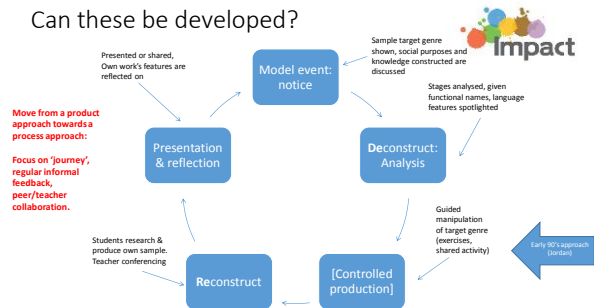 Can these be developed?
Impact
Presented or shared,
Own work's features are
reflected on
Model event:
notice
Sample target genre
shown, social purposes and
knowledge constructed are
discussed
Stages analysed, given
functional names, language
features spotlighted
Move from a product
approach towards a
process approach:
Focus on 'journey',
regular informal
feedback,
peer/teacher
collaboration.
Presentation
& reflection
Deconstruct:
Analysis
Guided
manipulation
of target genre
(exercises,
shared activity)
Early 90's approach
(Jordan)
Students research &
produce own sample.
Teacher conferencing
Reconstruct
[Controlled
production]